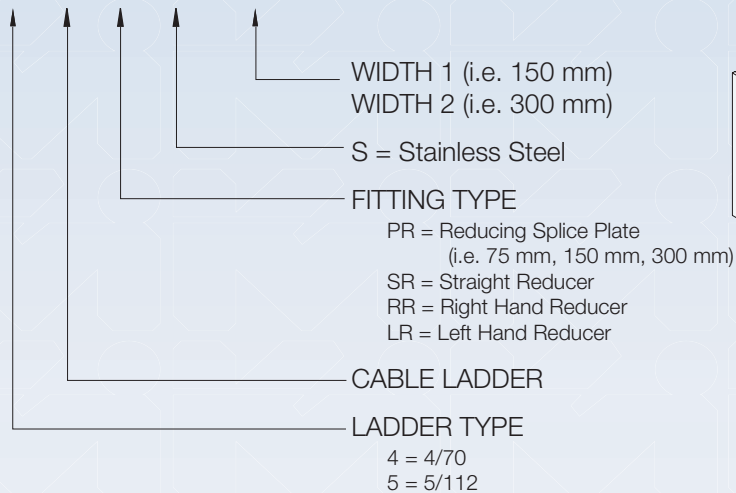 WIDTH 1 (i.e. 150 mm)
WIDTH 2 (i.e. 300 mm)
S = Stainless Steel
FITTING TYPE
PR = Reducing Splice Plate
(i.e. 75 mm, 150 mm, 300 mm)
SR = Straight Reducer
RR = Right Hand Reducer
LR = Left Hand Reducer
CABLE LADDER
LADDER TYPE
4 = 4/70
5 = 5/112